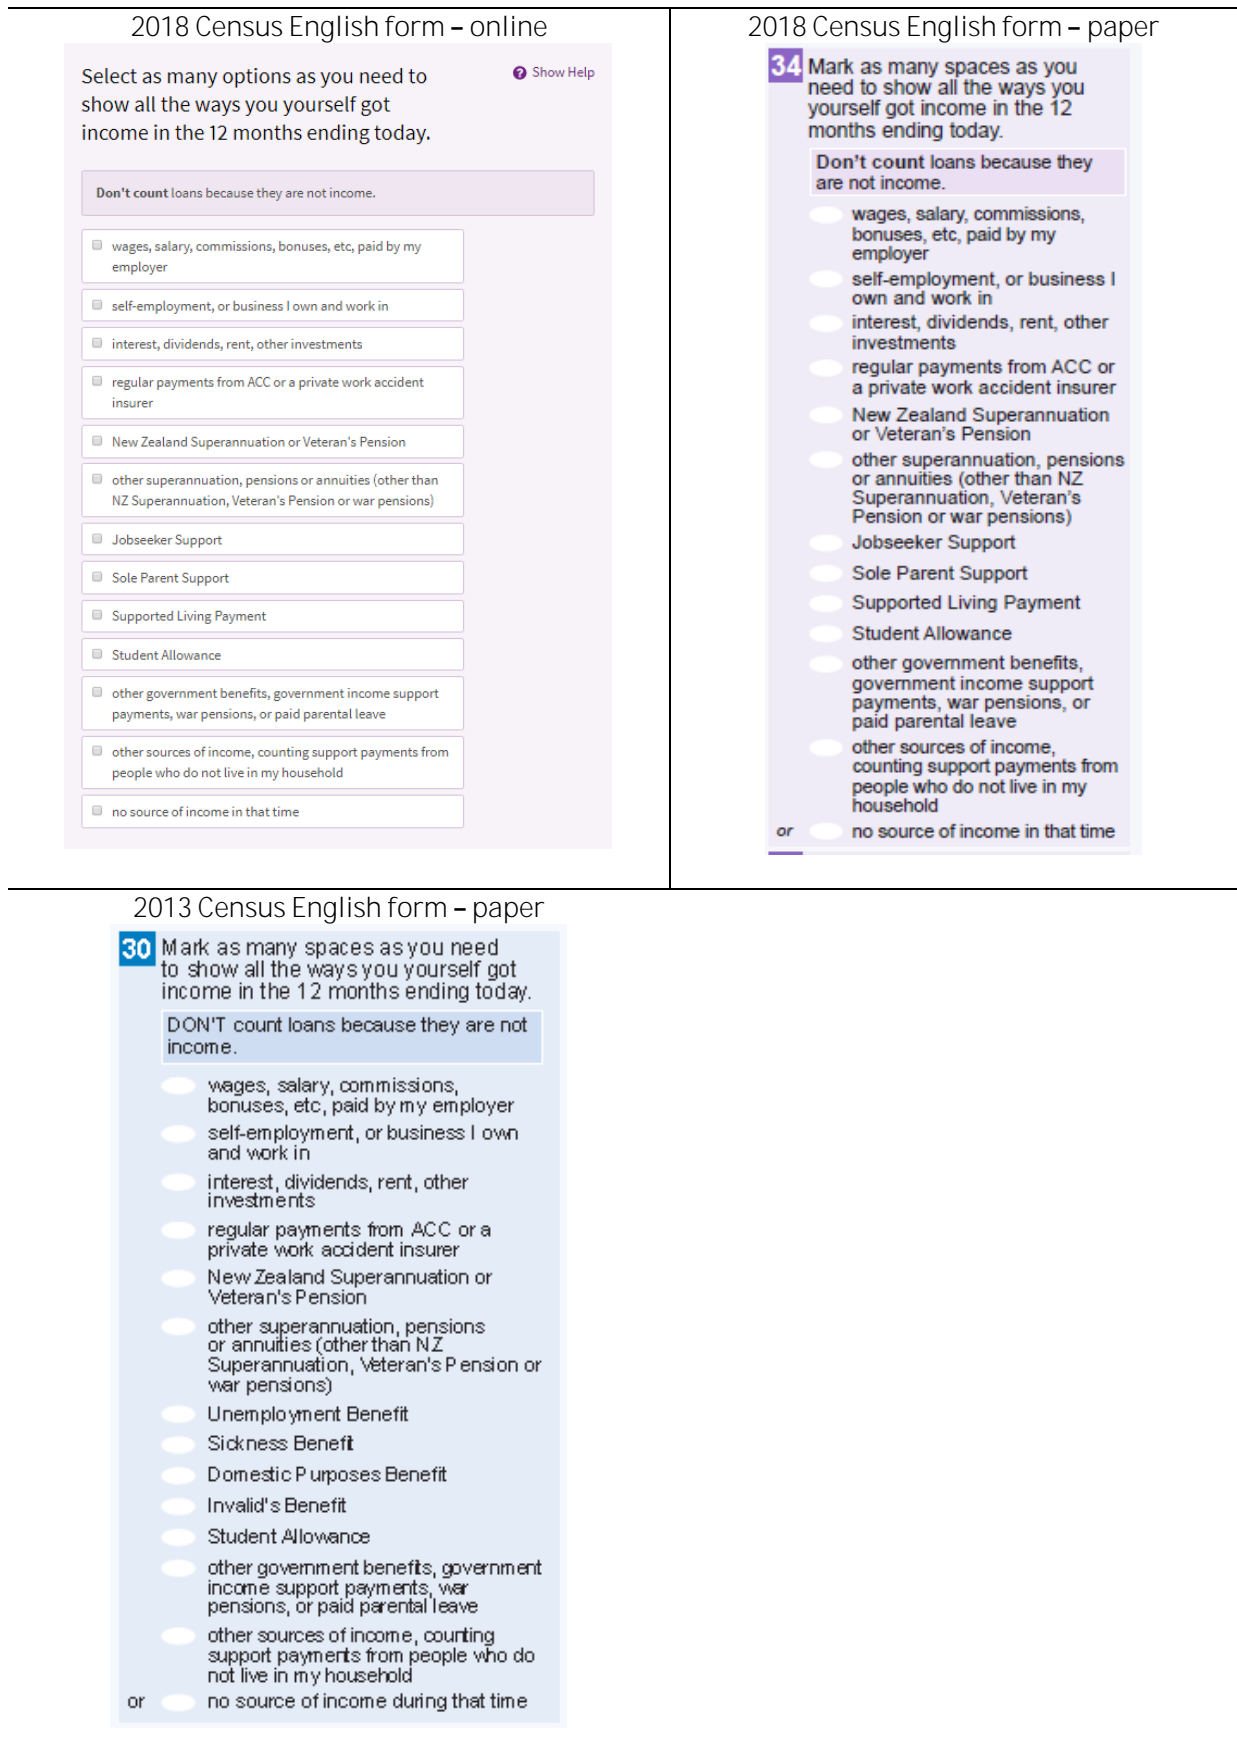 2018 Census English form – online
Select as many options as you need to
show all the ways you yourself got
income in the 12 months ending today.
? Show Help
Don't count loans because they are not income.
wages, salary, commissions, bonuses, etc, paid by my
employer
self-employment, or business I own and work in
interest, dividends, rent, other investments
regular payments from ACC or a private work accident
insurer
New Zealand Superannuation or Veteran's Pension
other superannuation, pensions or annuities (other than
NZ Superannuation, Veteran's Pension or war pensions)
Jobseeker Support
Sole Parent Support
Supported Living Payment
Student Allowance
other government benefits, government income support
payments, war pensions, or paid parental leave
other sources of income, counting support payments from
people who do not live in my household
no source of income in that time
2018 Census English form – paper
34 Mark as many spaces as you
need to show all the ways you
yourself got income in the 12
months ending today.
Don't count loans because they
are not income.
wages, salary, commissions,
bonuses, etc, paid by my
employer
self-employment, or business I
own and work in
interest, dividends, rent, other
investments
regular payments from ACC or
a private work accident insurer
New Zealand Superannuation
or Veteran's Pension
other superannuation, pensions
or annuities (other than NZ
Superannuation, Veteran's
Pension or war pensions)
Jobseeker Support
Sole Parent Support
Supported Living Payment
Student Allowance
other government benefits,
government income support
payments, war pensions, or
paid parental leave
other sources of income,
counting support payments from
people who do not live in my
household
or no source of income in that time
2013 Census English form – paper
30 Mark as many spaces as you need
to show all the ways you yourself got
income in the 12 months ending today.
DON'T count loans because they are not
income.
wages, salary, commissions,
bonuses, etc, paid by my employer
self-employment, or business I own
and work in
interest, dividends, rent, other
investments
regular payments from ACC or a
private work accident insurer
New Zealand Superannuation or
Veteran's Pension
other superannuation, pensions
or annuities (other than NZ
Superannuation, Veteran's Pension or
war pensions)
Unemployment Benefit
Sickness Benefit
Domestic Purposes Benefit
Invalid's Benefit
Student Allowance
other government benefits, government
income support payments, war
pensions, or paid parental leave
other sources of income, counting
support payments from people who do
not live in my household
or no source of income during that time